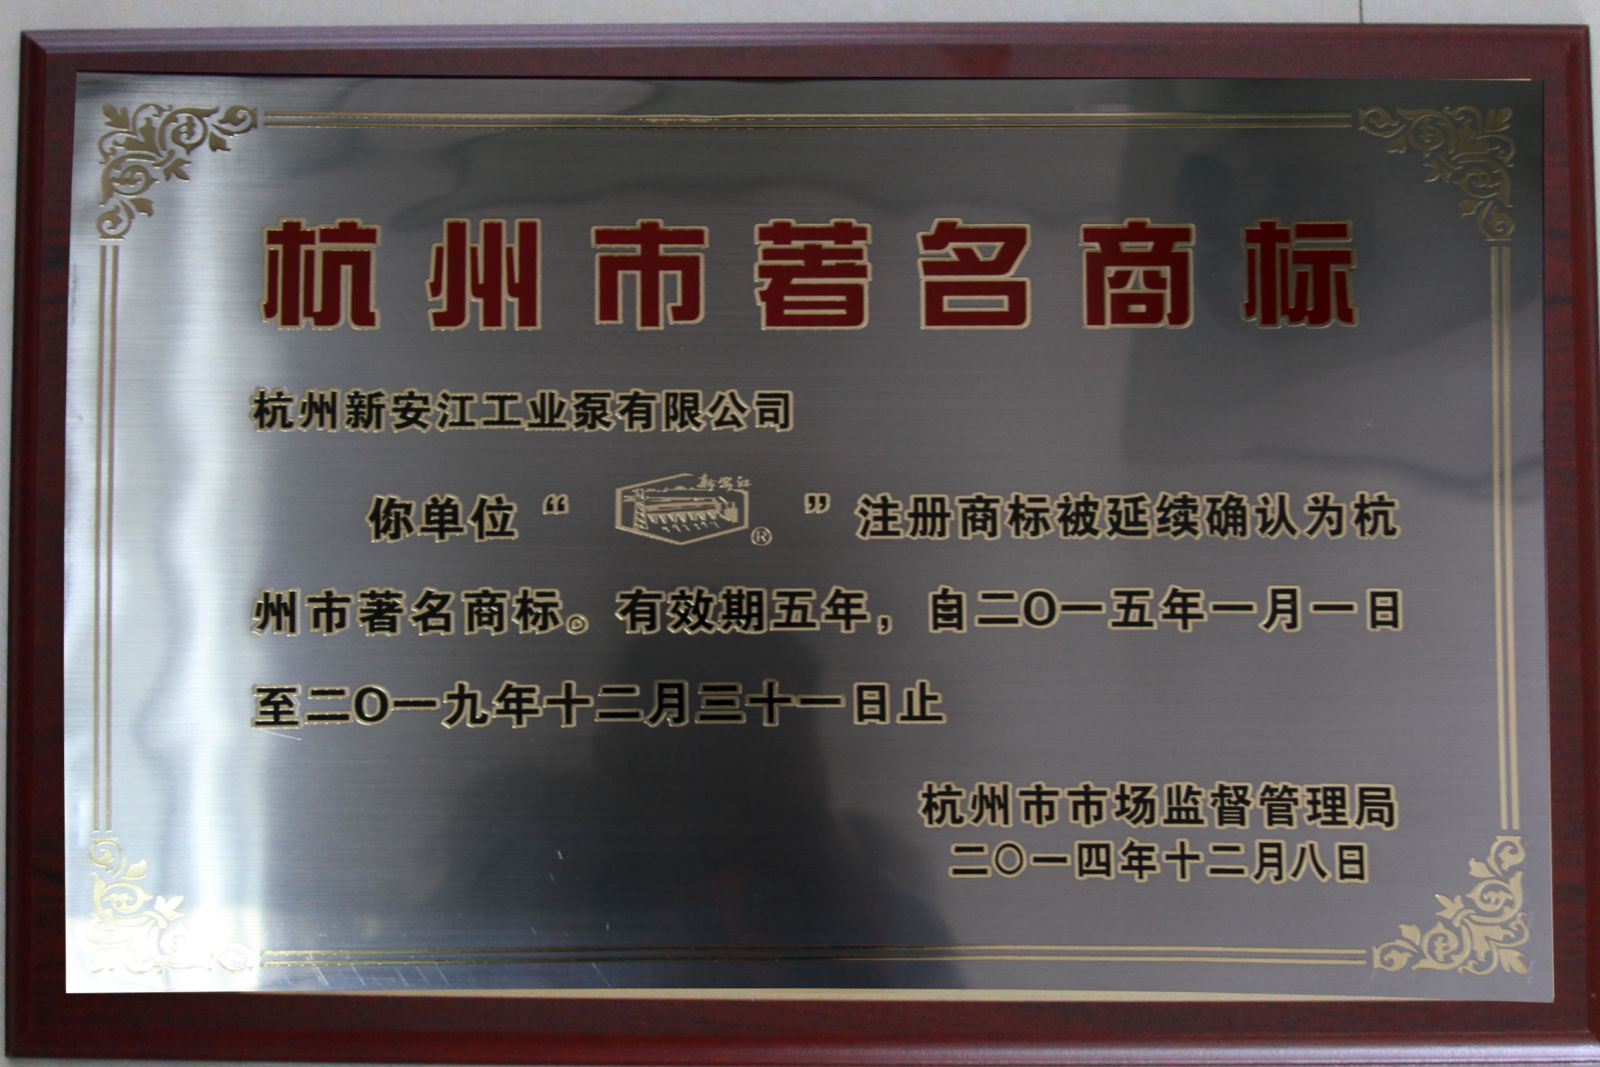 杭州市著名商标
杭州新安江工业泵有限公司
你单位“新安江®”注册商标被延续确认为杭
州市著名商标。有效期五年，自二O一五年一月一日
至二O一九年十二月三十一日止
杭州市市场监督管理局
二〇一四年十二月八日